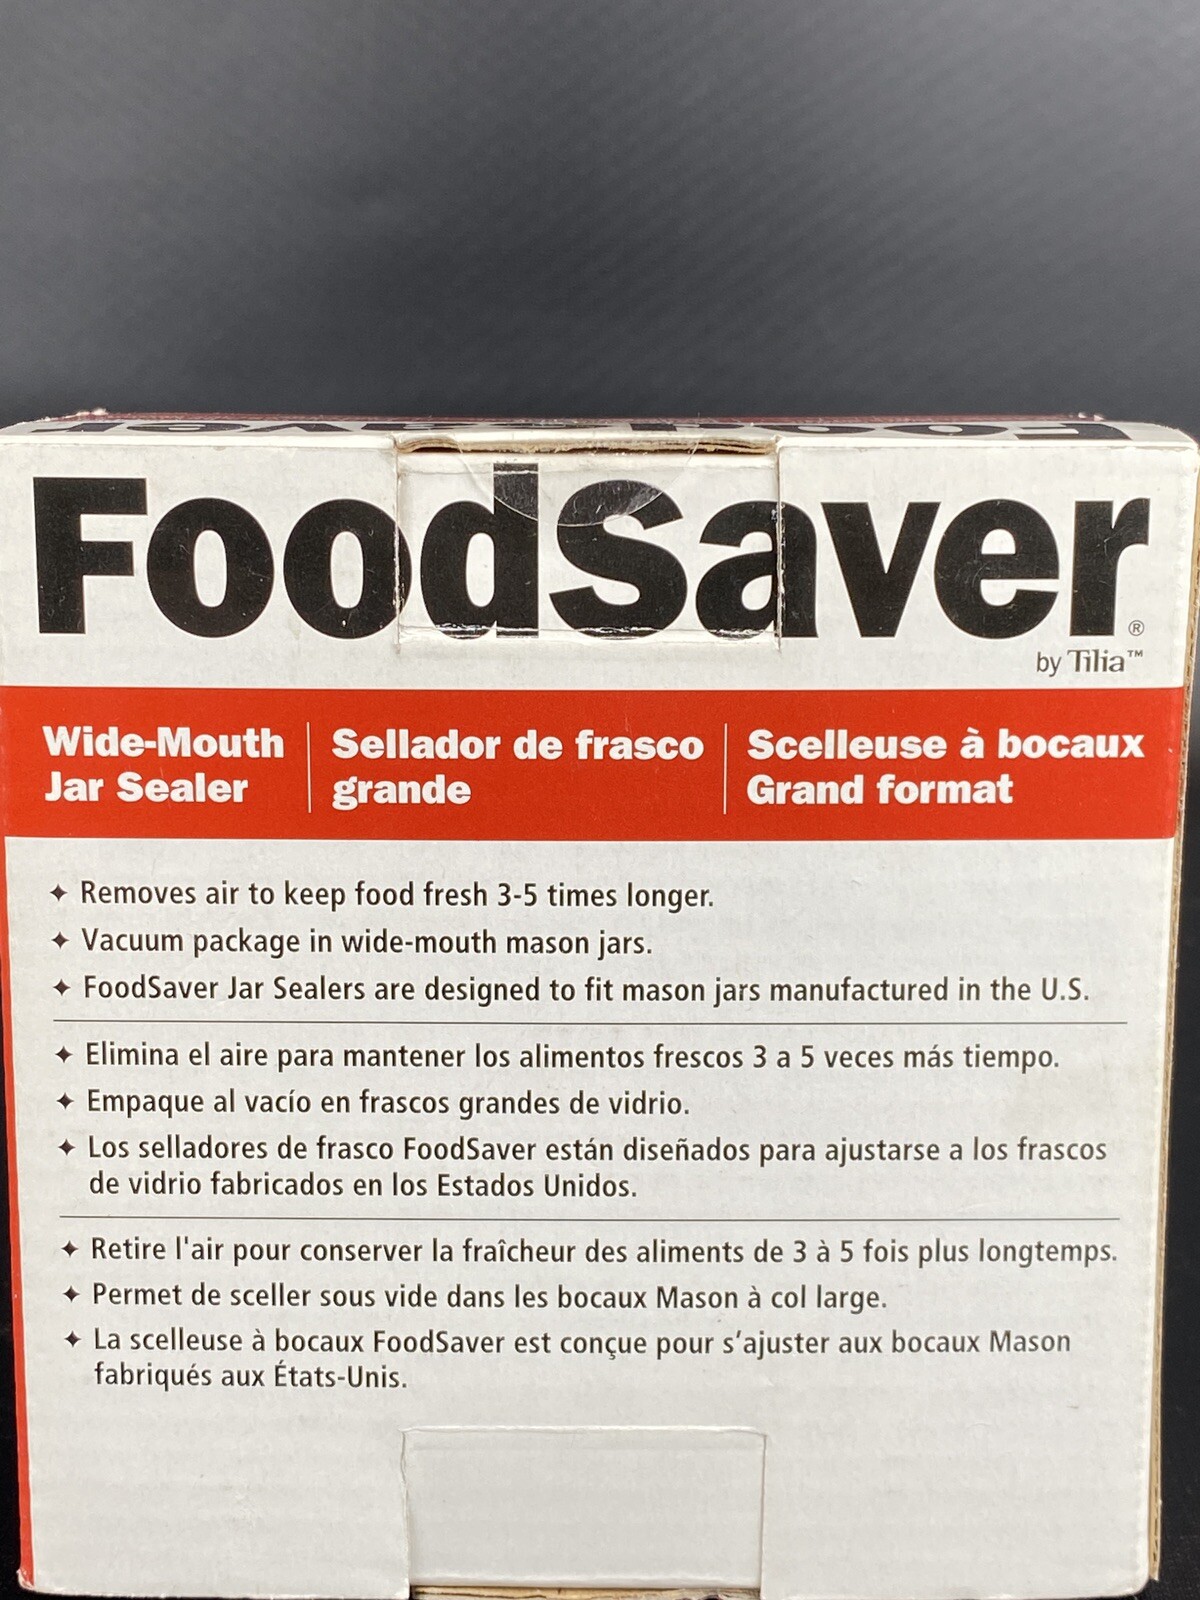 FoodSaver
FoodSaver®
by Tilia™
Wide-Mouth
Jar Sealer
Sellador de frasco
grande
Scelleuse à bocaux
Grand format
✦ Removes air to keep food fresh 3-5 times longer.
✦ Vacuum package in wide-mouth mason jars.
✦ FoodSaver Jar Sealers are designed to fit mason jars manufactured in the U.S.
✦ Elimina el aire para mantener los alimentos frescos 3 a 5 veces más tiempo.
✦ Empaque al vacío en frascos grandes de vidrio.
✦ Los selladores de frasco FoodSaver están diseñados para ajustarse a los frascos
de vidrio fabricados en los Estados Unidos.
✦ Retire l'air pour conserver la fraîcheur des aliments de 3 à 5 fois plus longtemps.
✦ Permet de sceller sous vide dans les bocaux Mason à col large.
✦ La scelleuse à bocaux FoodSaver est conçue pour s’ajuster aux bocaux Mason
fabriqués aux États-Unis.